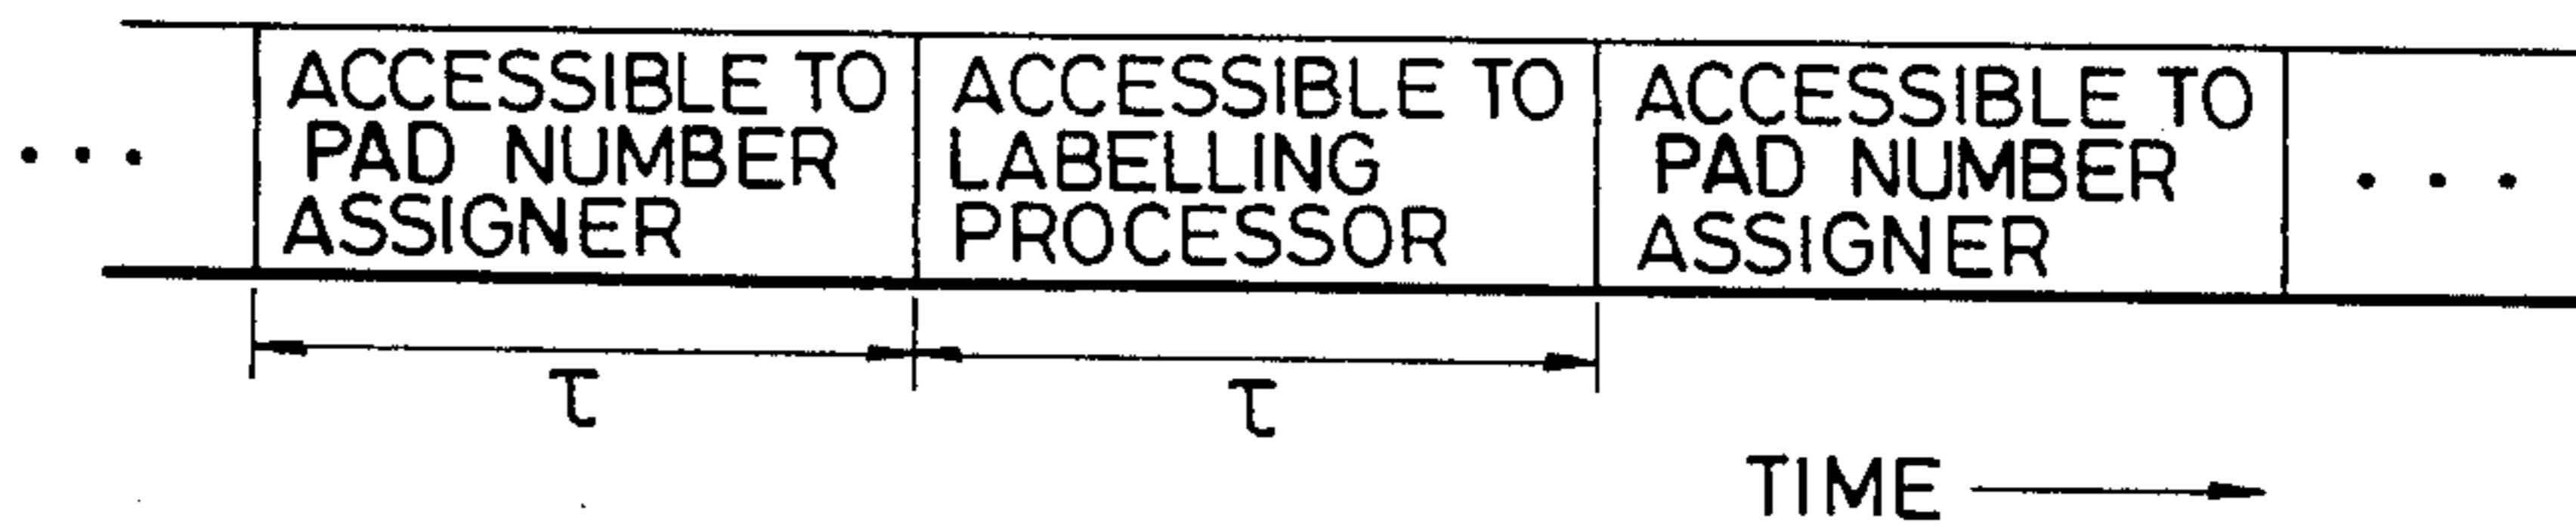 ACCESSIBLE TO
PAD NUMBER
ASSIGNER
ACCESSIBLE TO
LABELLING
PROCESSOR
ACCESSIBLE TO
PAD NUMBER
ASSIGNER
. . .
. . .
τ
τ
TIME